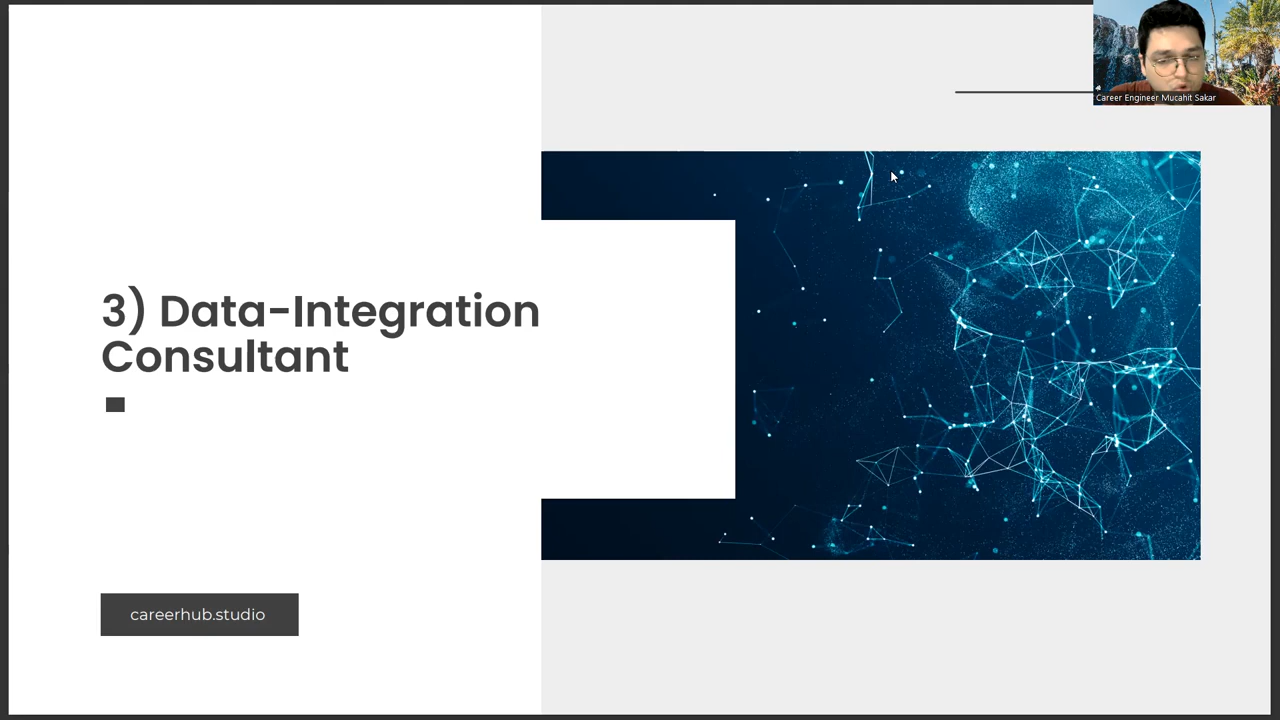 Career Engineer Mucahit Sakar
3) Data-Integration
Consultant
careerhub.studio